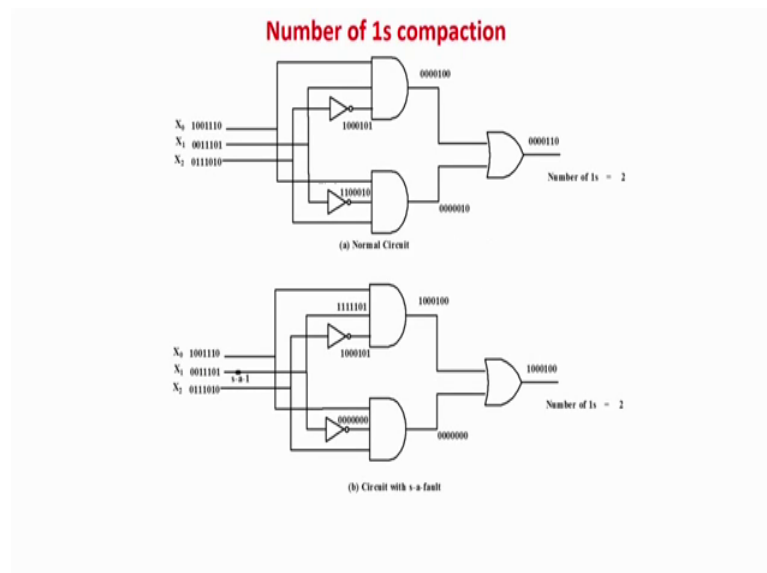 Number of 1s compaction
0000100
X₀ 1001110
1000101
X₁ 0011101
0000110
X₂ 0111010
Number of 1s = 2
1100010
0000010
(a) Normal Circuit
1111101
1000100
X₀ 1001110
1000101
X₁ 0011101
s-a-1
1000100
X₂ 0111010
Number of 1s = 2
0000000
0000000
(b) Circuit with s-a-fault